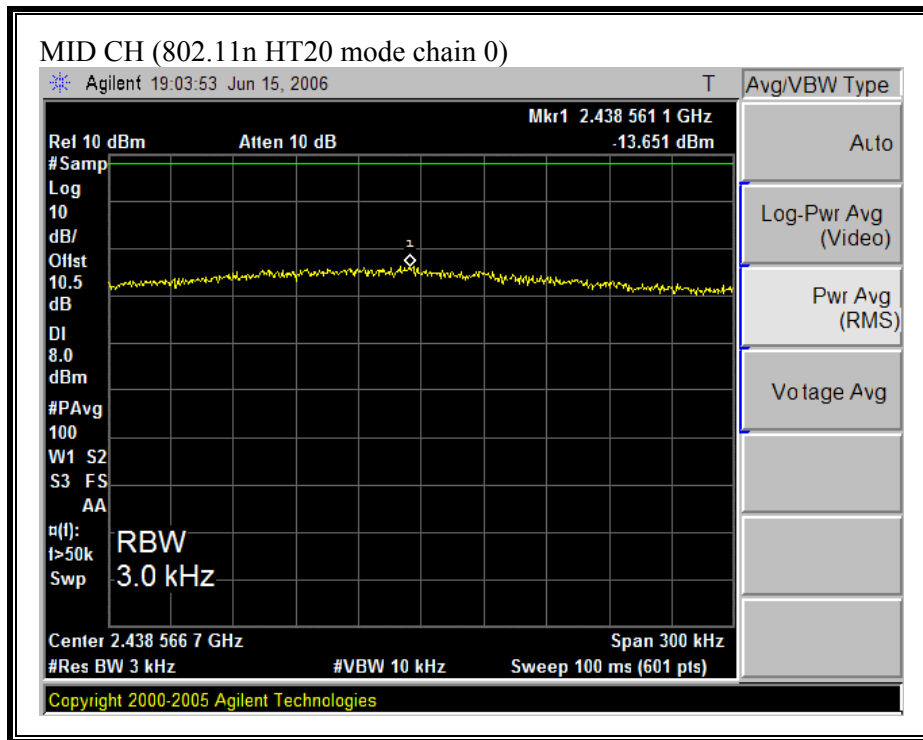 MID CH (802.11n HT20 mode chain 0)
Agilent 19:03:53 Jun 15, 2006 T
Mkr1 2.438 561 1 GHz
Ref 10 dBm Atten 10 dB -13.651 dBm
#Samp
Log
10
dB/
Offst
10.5
dB
DI
8.0
dBm
#PAvg
100
W1 S2
S3 FS
AA
¤(f):
f>50k
Swp
1
RBW
3.0 kHz
Center 2.438 566 7 GHz Span 300 kHz
#Res BW 3 kHz #VBW 10 kHz Sweep 100 ms (601 pts)
Copyright 2000-2005 Agilent Technologies
Avg/VBW Type
Auto
Log-Pwr Avg
(Video)
Pwr Avg
(RMS)
Votage Avg